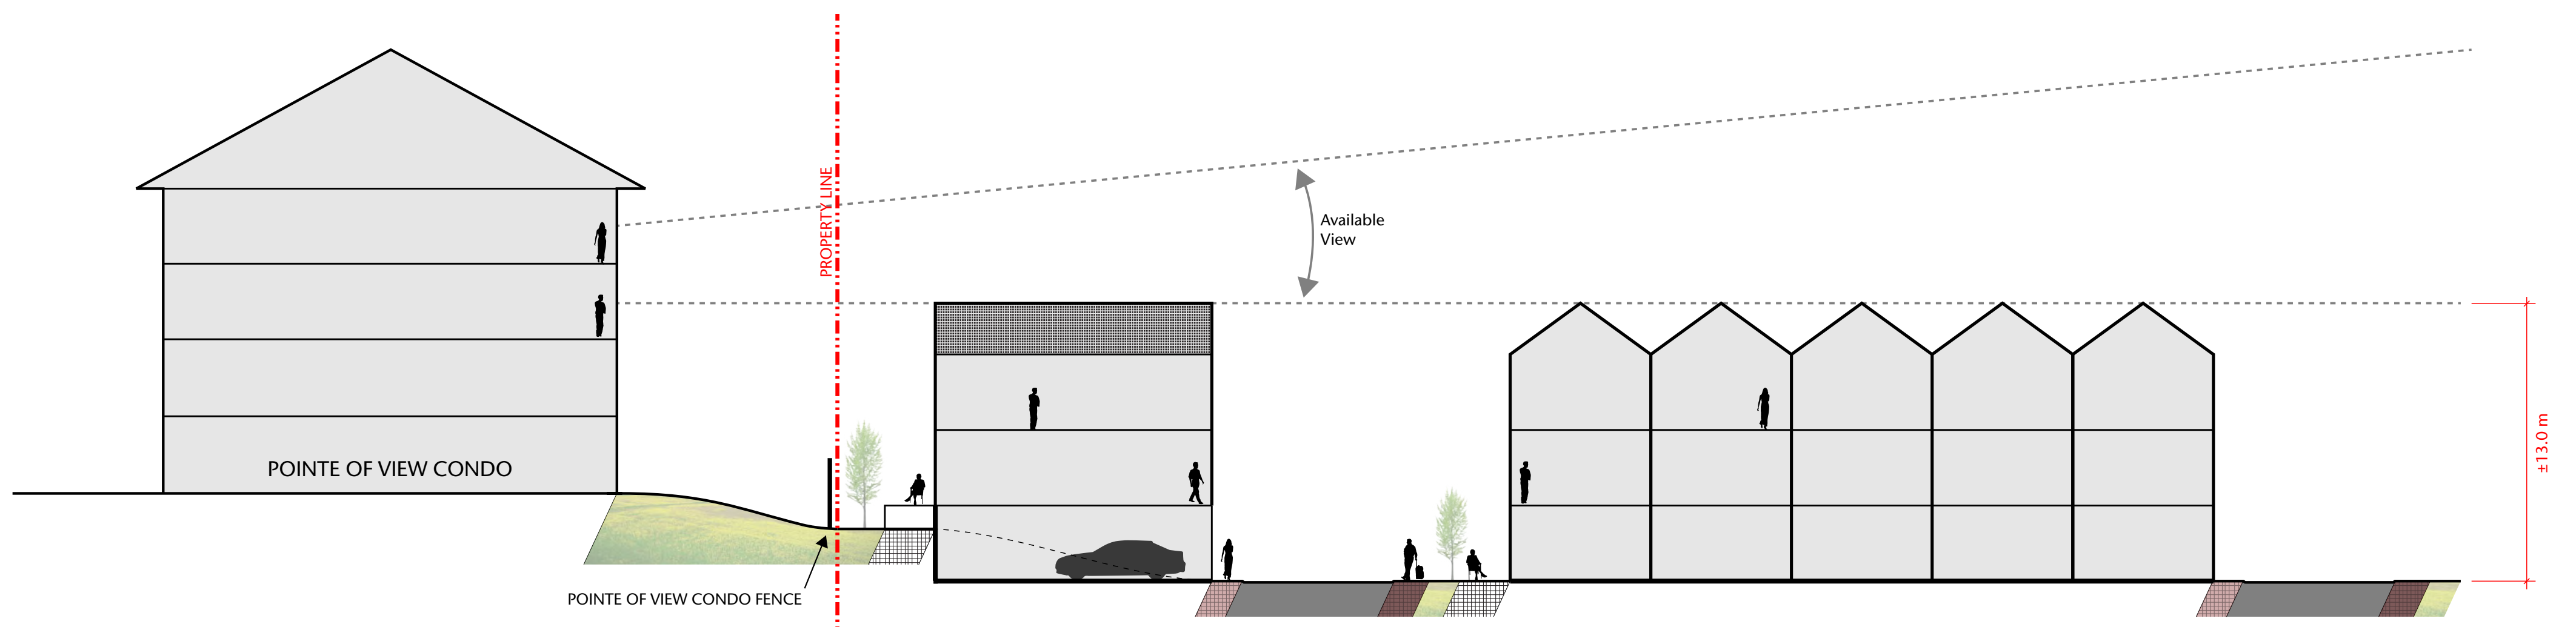 PROPERTY LINE
Available
View
POINTE OF VIEW CONDO
±13.0 m
POINTE OF VIEW CONDO FENCE